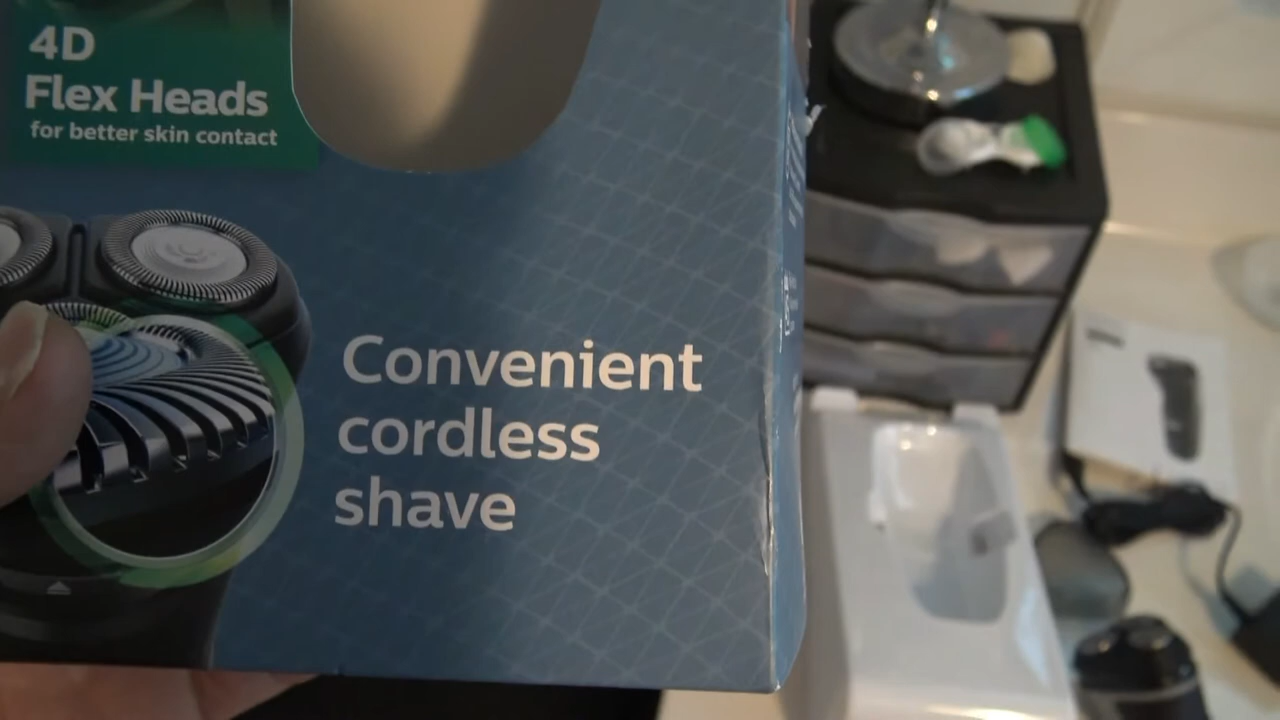 4D
Flex Heads
for better skin contact
Convenient
cordless
shave